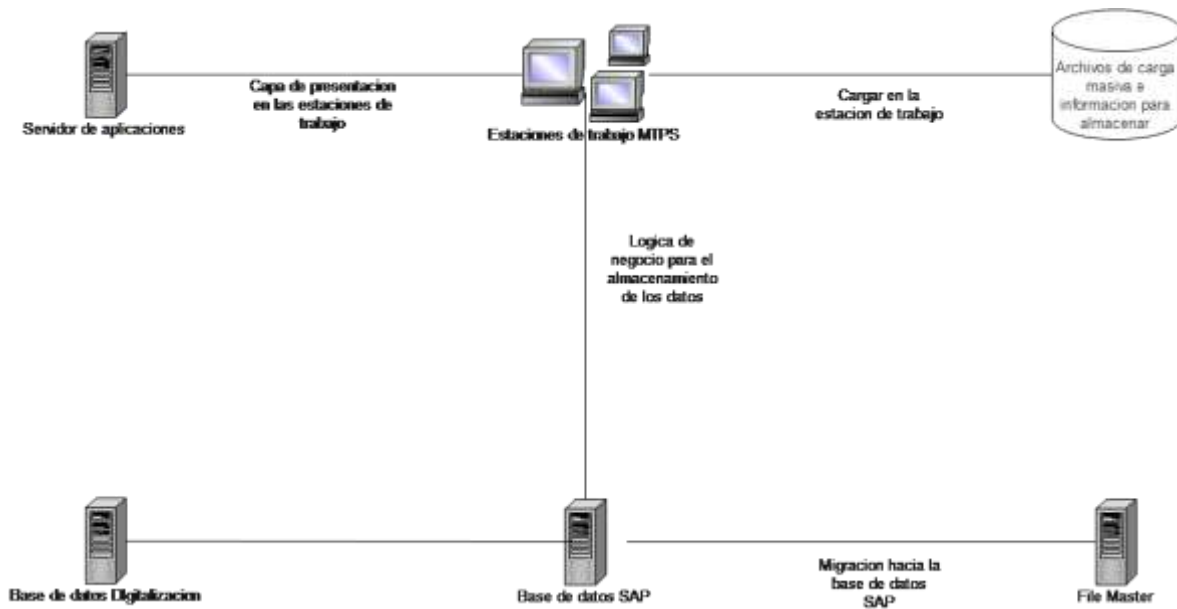 Servidor de aplicaciones
Capa de presentacion
en las estaciones de
trabajo
Estaciones de trabajo MTPS
Cargar en la
estacion de trabajo
Archivos de carga
masiva e
informacion para
almacenar
Logica de
negocio para el
almacenamiento
de los datos
Base de datos DIgitalizacion
Base de datos SAP
Migracion hacia la
base de datos
SAP
File Master